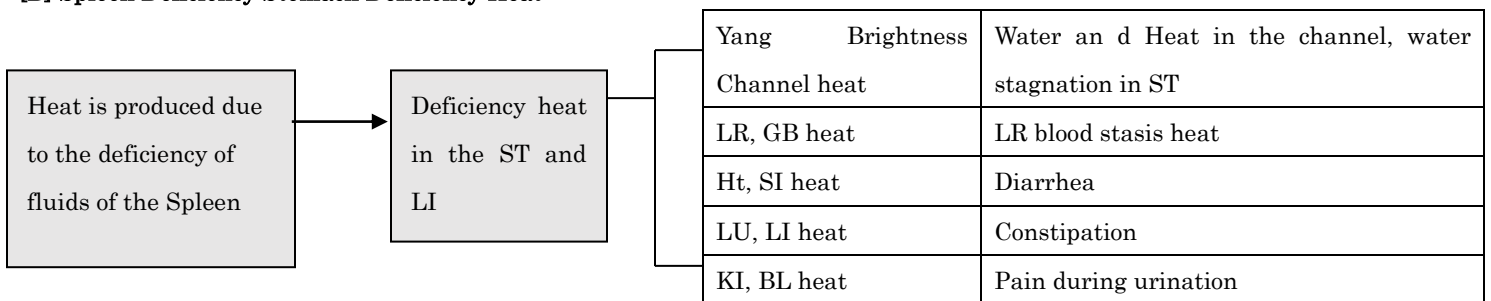 Heat is produced due
to the deficiency of
fluids of the Spleen
Deficiency heat
in the ST and
LI
Yang Brightness
Channel heat
Water an d Heat in the channel, water
stagnation in ST
LR, GB heat
LR blood stasis heat
Ht, SI heat
Diarrhea
LU, LI heat
Constipation
KI, BL heat
Pain during urination